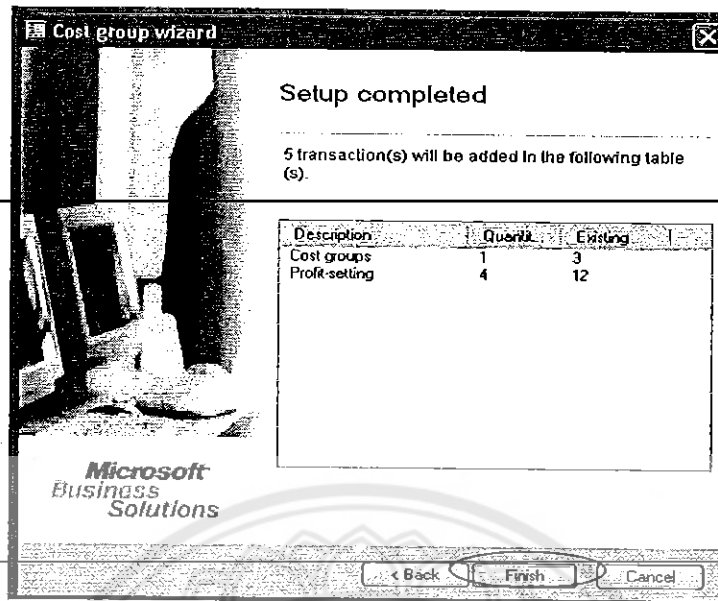 Cost group wizard
Setup completed
5 transaction(s) will be added in the following table
(s).
Description Quantit... Existing
Cost groups 1 3
Profit-setting 4 12
Microsoft
Business
Solutions
< Back Finish Cancel